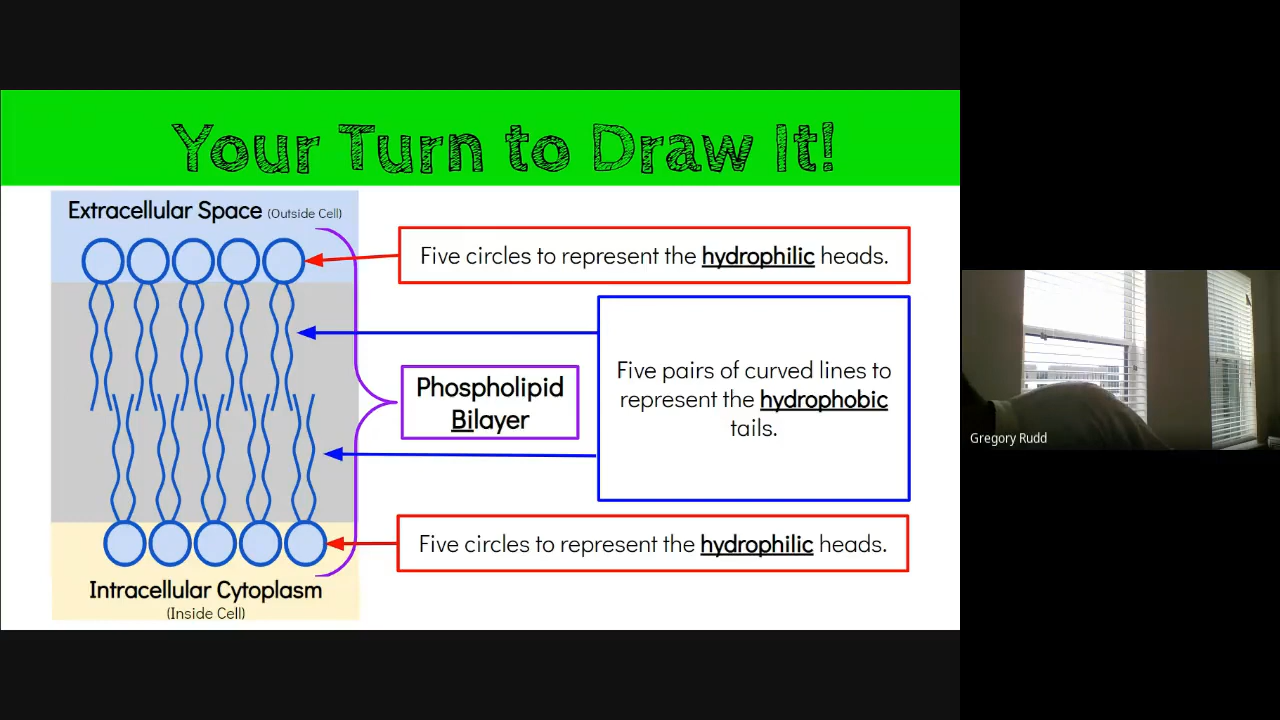 Your Turn to Draw It!
Extracellular Space (Outside Cell)
Five circles to represent the hydrophilic heads.
Five pairs of curved lines to
represent the hydrophobic
tails.
Phospholipid
Bilayer
Five circles to represent the hydrophilic heads.
Intracellular Cytoplasm
(Inside Cell)
Gregory Rudd